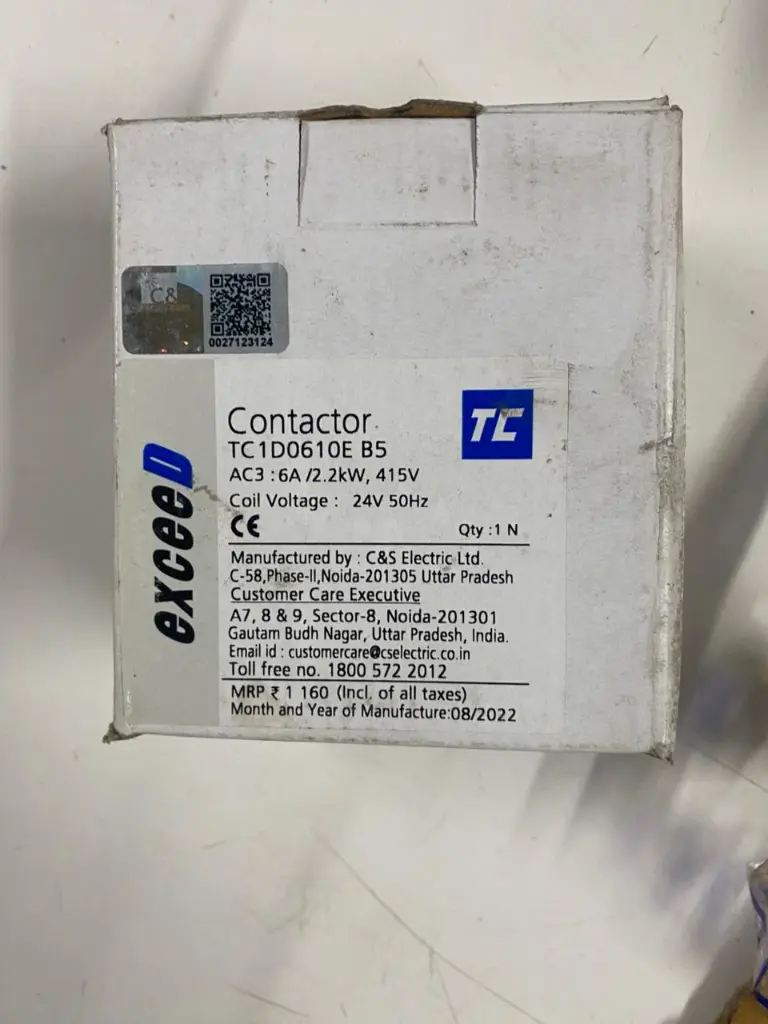 C&
0027123124
exceeD
Contactor
TC
TC1D0610E B5
AC3 : 6A /2.2kW, 415V
Coil Voltage : 24V 50Hz
CE
Qty :1 N
Manufactured by : C&S Electric Ltd.
C-58,Phase-II,Noida-201305 Uttar Pradesh
Customer Care Executive
A7, 8 & 9, Sector-8, Noida-201301
Gautam Budh Nagar, Uttar Pradesh, India.
Email id : customercare@cselectric.co.in
Toll free no. 1800 572 2012
MRP ₹ 1 160 (Incl. of all taxes)
Month and Year of Manufacture:08/2022